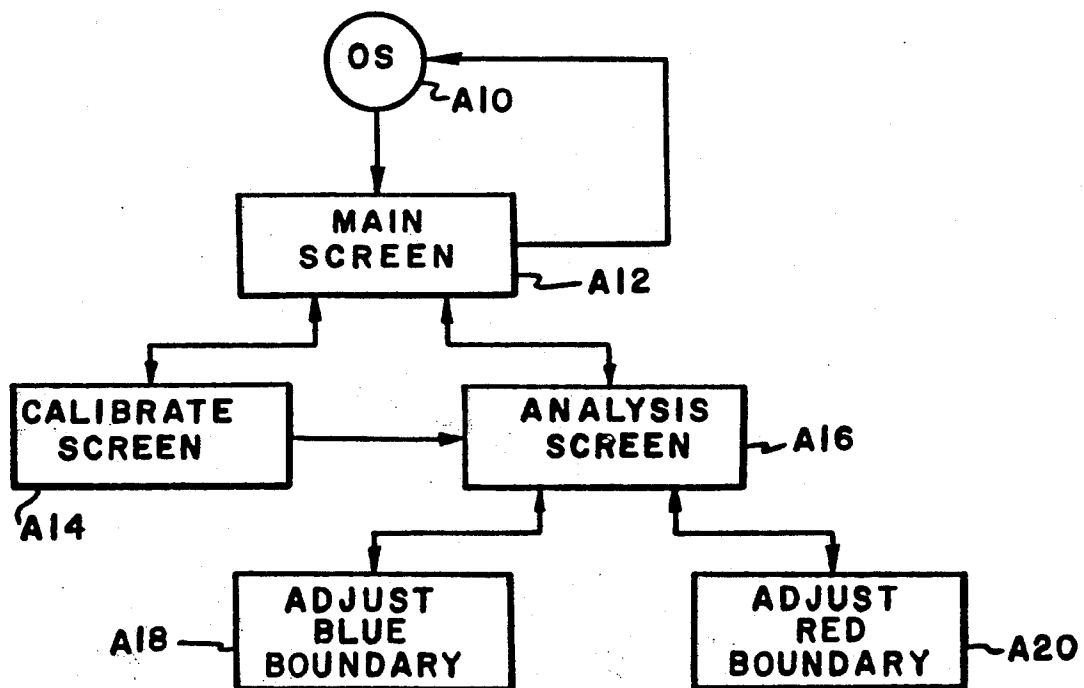 OS
A10
MAIN
SCREEN
A12
CALIBRATE
SCREEN
A14
ANALYSIS
SCREEN
A16
ADJUST
BLUE
BOUNDARY
A18
ADJUST
RED
BOUNDARY
A20